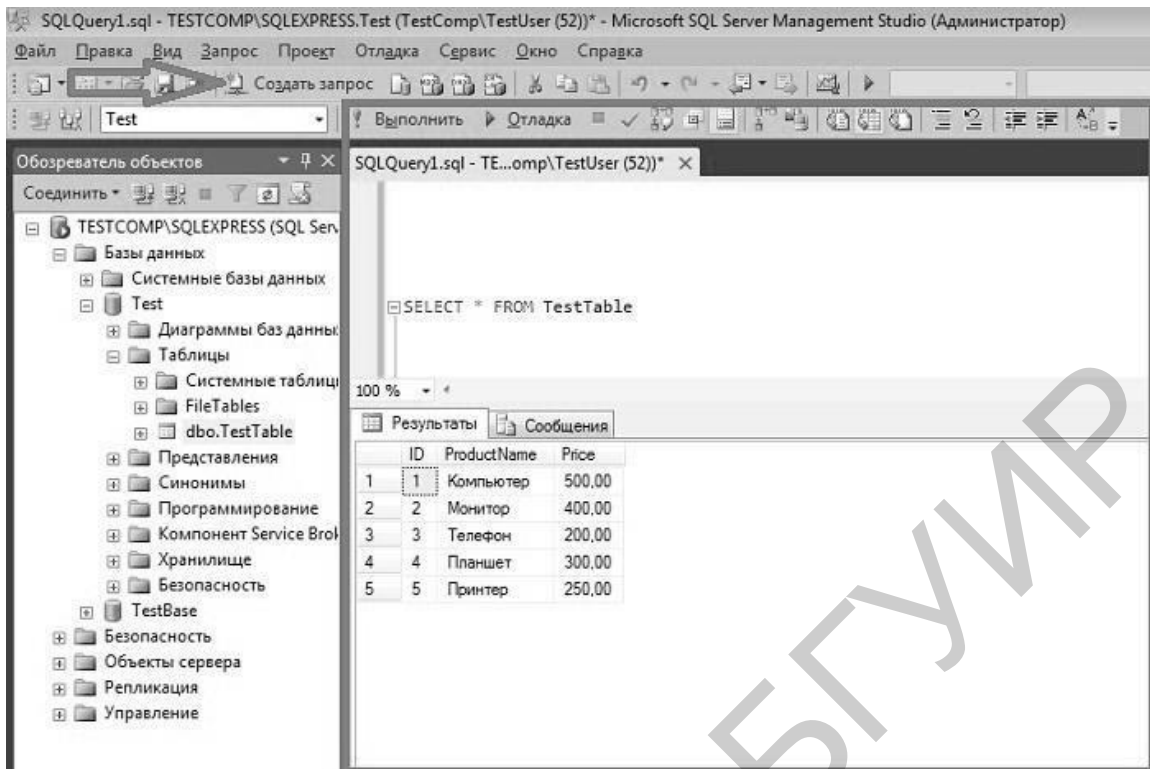 SQLQuery1.sql - TESTCOMP\SQLEXPRESS.Test (TestComp\TestUser (52))* - Microsoft SQL Server Management Studio (Администратор)
Файл Правка Вид Запрос Проект Отладка Сервис Окно Справка
Создать запрос
Test
Выполнить Отладка
Обозреватель объектов
SQLQuery1.sql - TE...omp\TestUser (52))*
Соединить
TESTCOMP\SQLEXPRESS (SQL Serv
Базы данных
Системные базы данных
Test
Диаграммы баз данны
Таблицы
Системные таблиц
FileTables
dbo.TestTable
Представления
Синонимы
Программирование
Компонент Service Brok
Хранилище
Безопасность
TestBase
Безопасность
Объекты сервера
Репликация
Управление
SELECT * FROM TestTable
100 %
Результаты Сообщения
ID ProductName Price
1 1 Компьютер 500,00
2 2 Монитор 400,00
3 3 Телефон 200,00
4 4 Планшет 300,00
5 5 Принтер 250,00
БГУИР